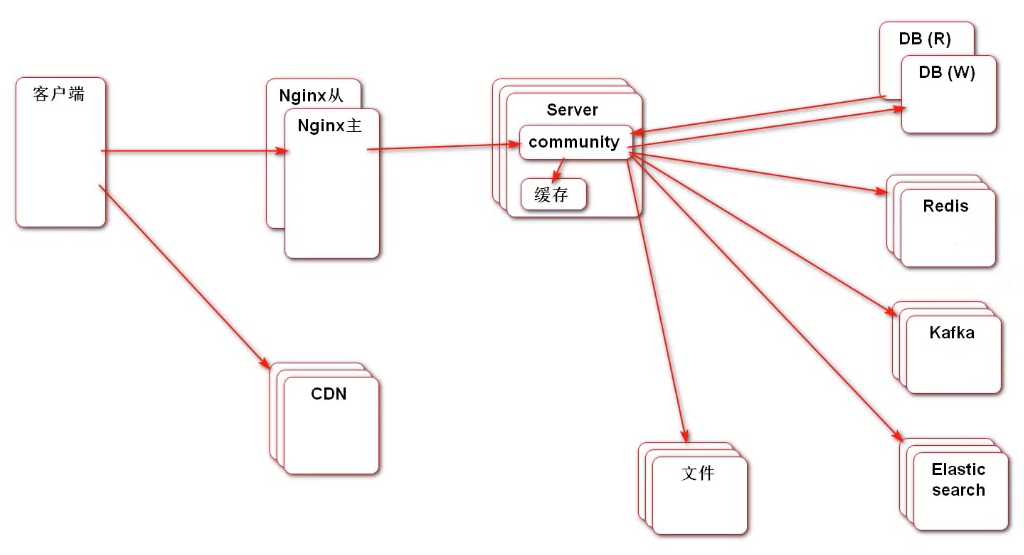 客户端
Nginx从
Nginx主
Server
community
缓存
DB (R)
DB (W)
Redis
Kafka
Elastic
search
文件
CDN